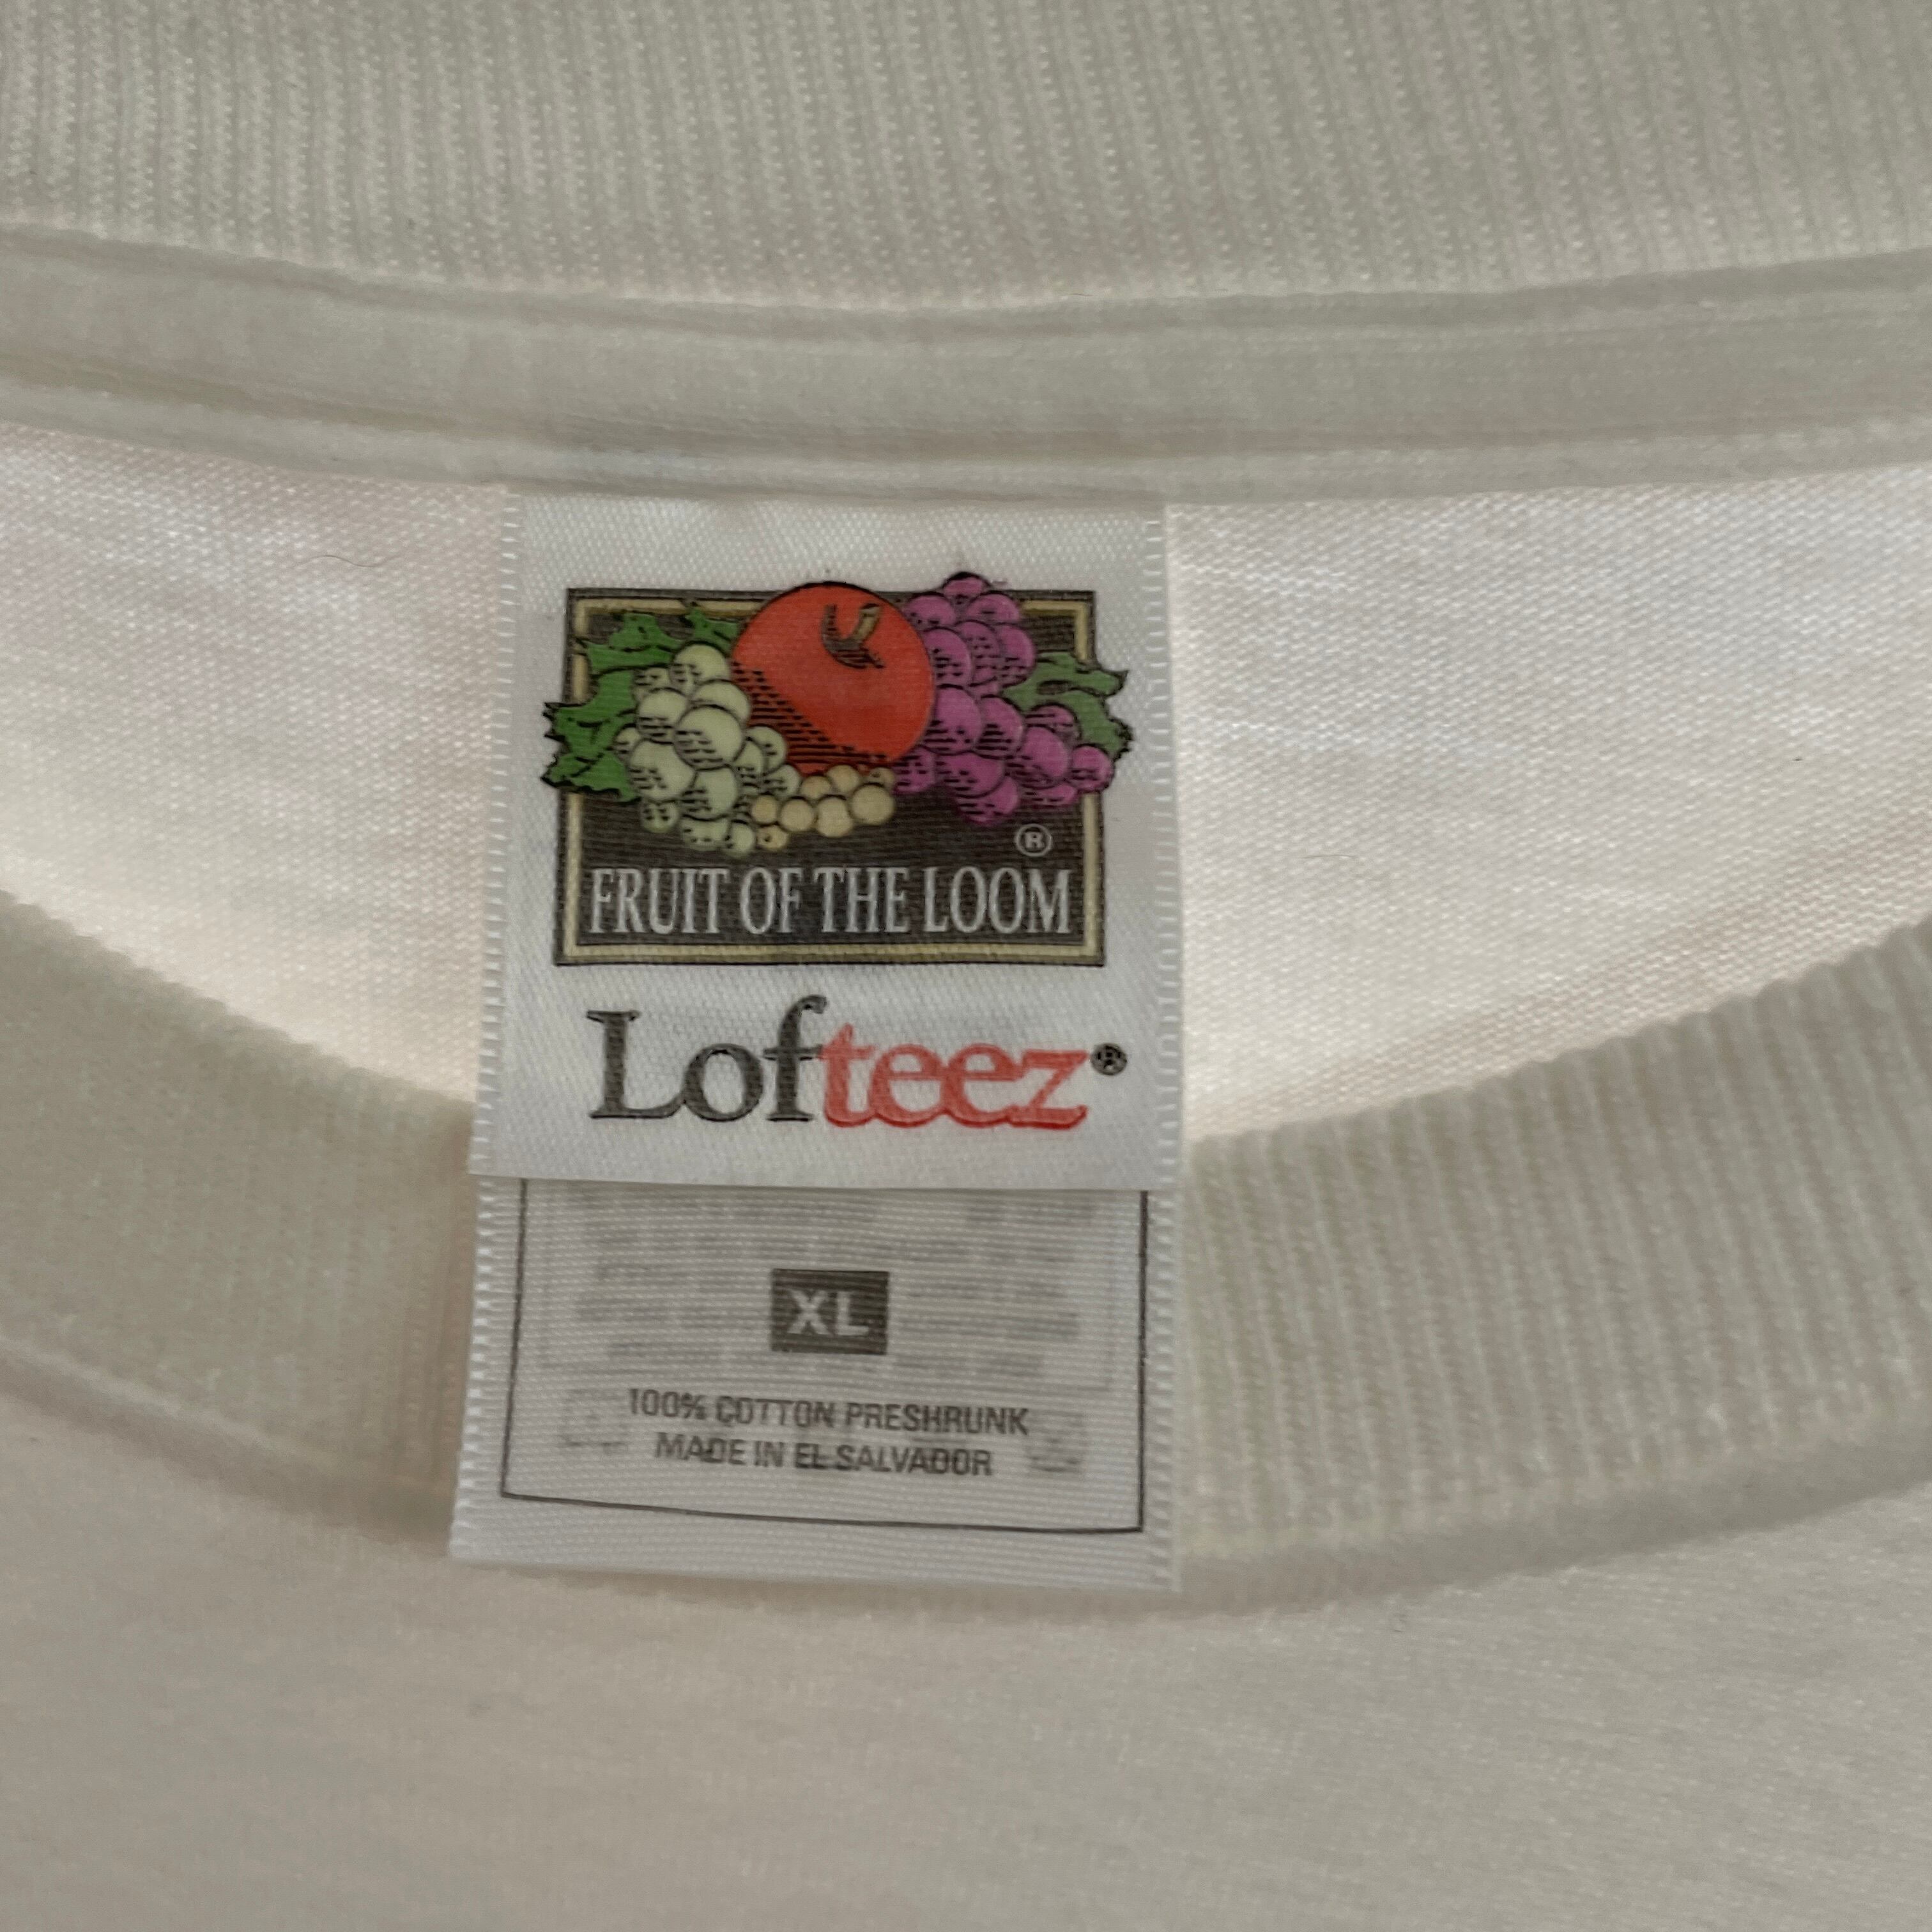 ®
FRUIT OF THE LOOM
Lofteez®
XL
100% COTTON PRESHRUNK
MADE IN EL SALVADOR